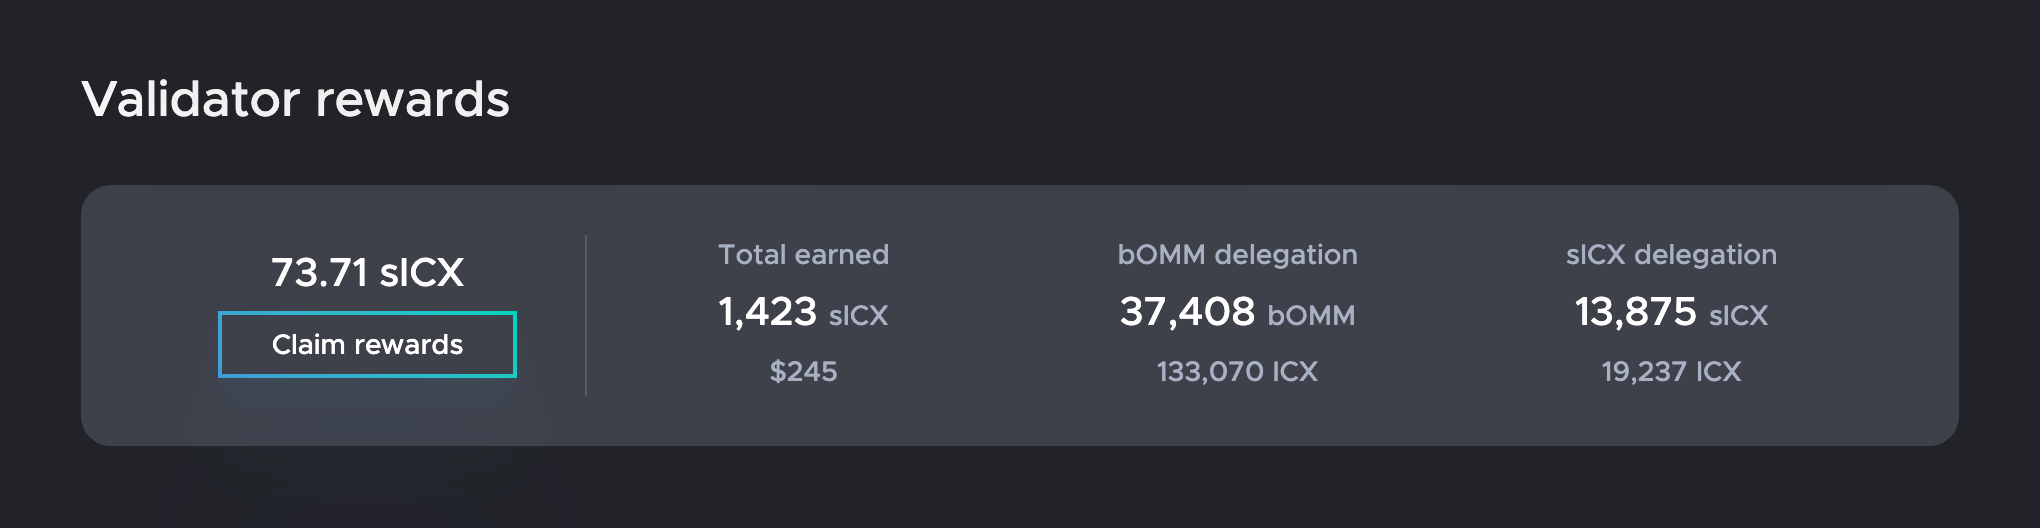 Validator rewards
73.71 sICX
Claim rewards
Total earned
1,423 sICX
$245
bOMM delegation
37,408 bOMM
133,070 ICX
sICX delegation
13,875 sICX
19,237 ICX